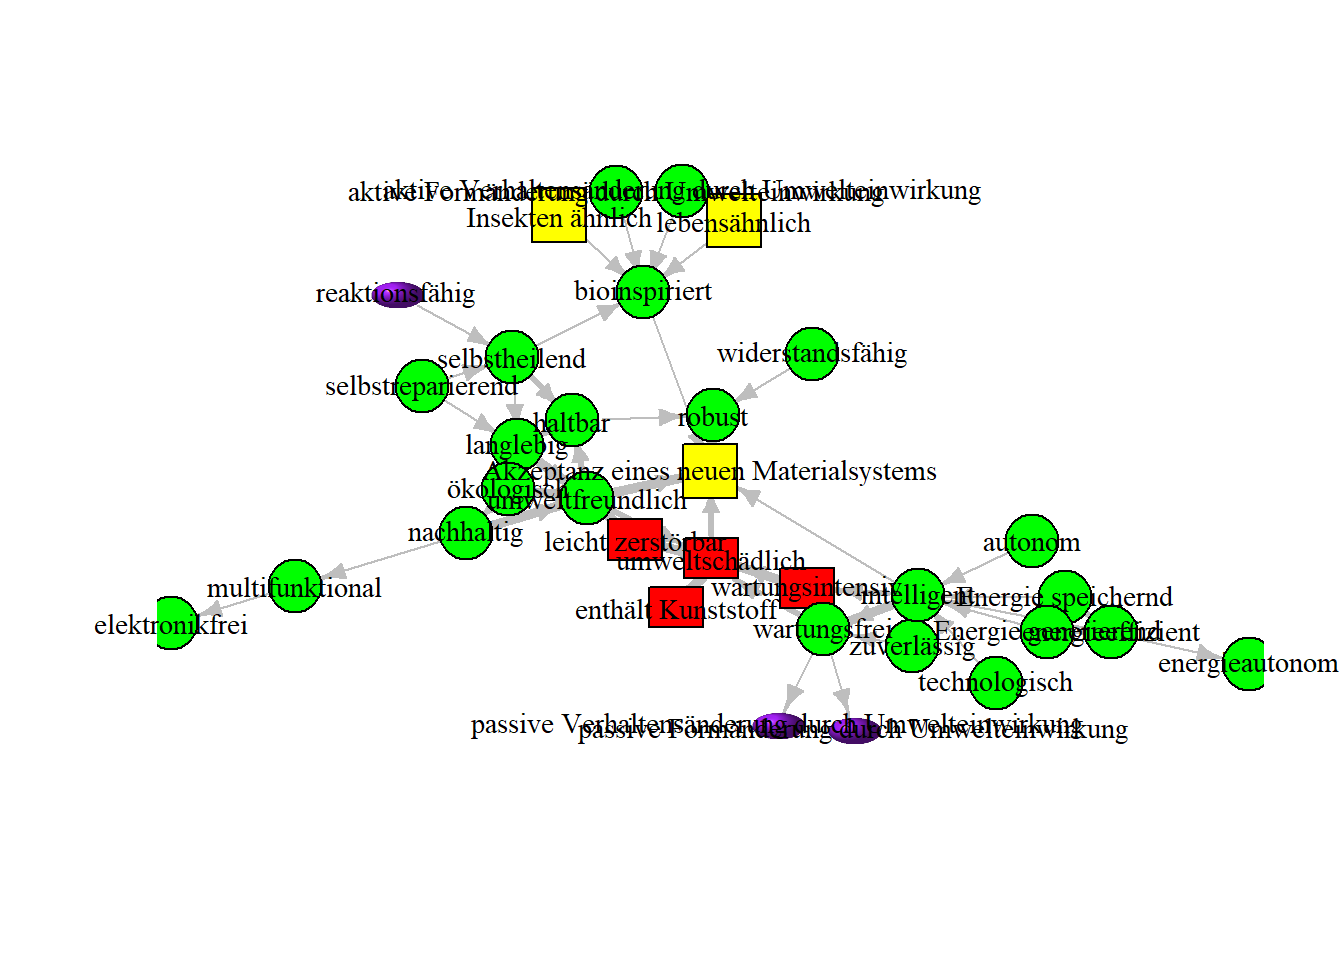 aktive Verhaltensänderung durch Umwelteinwirkung
aktive Formänderung durch Umwelteinwirkung
Insekten ähnlich
lebensähnlich
bioinspiriert
reaktionsfähig
selbstheilend
widerstandsfähig
selbstreparierend
haltbar
robust
langlebig
Akzeptanz eines neuen Materialsystems
ökologisch
umweltfreundlich
nachhaltig
leicht zerstörbar
autonom
umweltschädlich
multifunktional
wartungsintensiv
intelligent
Energie speichernd
enthält Kunststoff
elektronikfrei
wartungsfrei
Energie generierend
energieeffizient
zuverlässig
energieautonom
technologisch
passive Verhaltensänderung durch Umwelteinwirkung
passive Formänderung durch Umwelteinwirkung